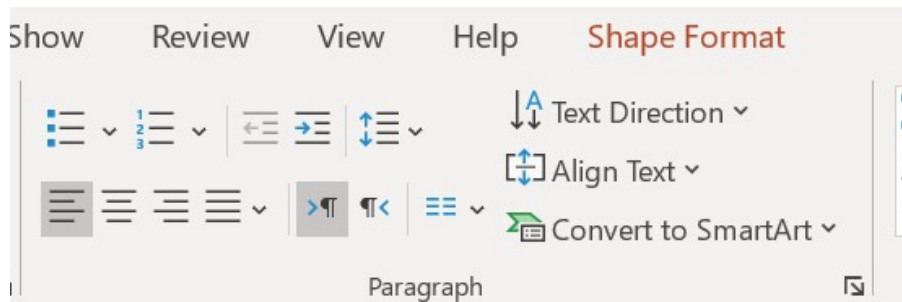 Show Review View Help Shape Format
Text Direction
Align Text
Convert to SmartArt
Paragraph